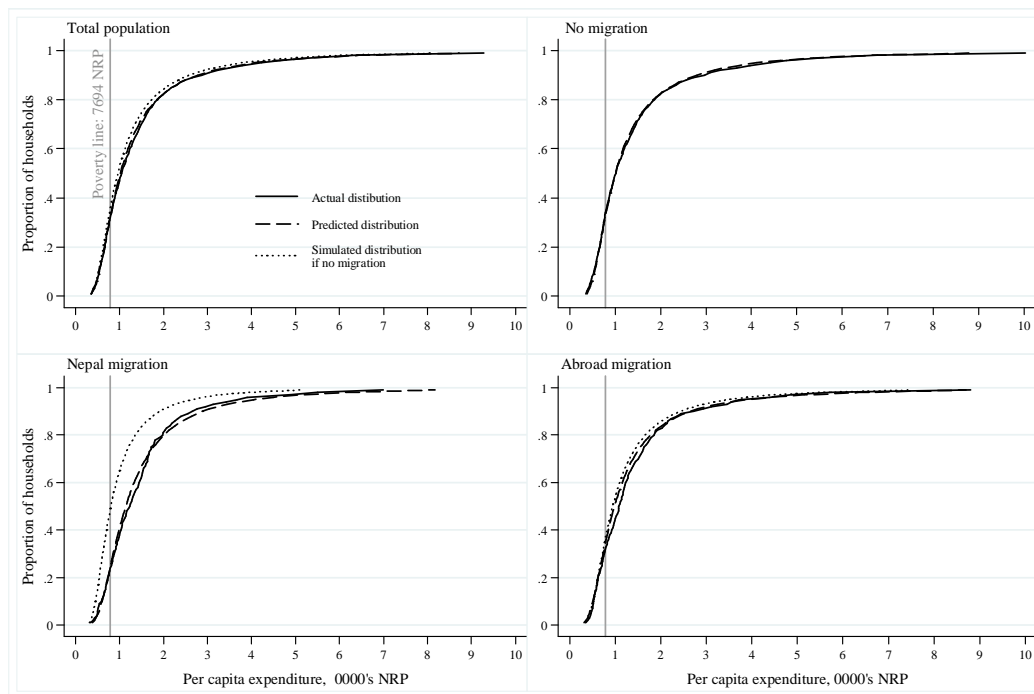 Total population
Proportion of households
1
.8
.6
.4
.2
0
Poverty line: 7694 NRP
Actual distibution
Predicted distribution
Simulated distribution
if no migration
0 1 2 3 4 5 6 7 8 9 10
No migration
1
.8
.6
.4
.2
0
0 1 2 3 4 5 6 7 8 9 10
Nepal migration
Proportion of households
1
.8
.6
.4
.2
0
0 1 2 3 4 5 6 7 8 9 10
Per capita expenditure, 0000's NRP
Abroad migration
1
.8
.6
.4
.2
0
0 1 2 3 4 5 6 7 8 9 10
Per capita expenditure, 0000's NRP